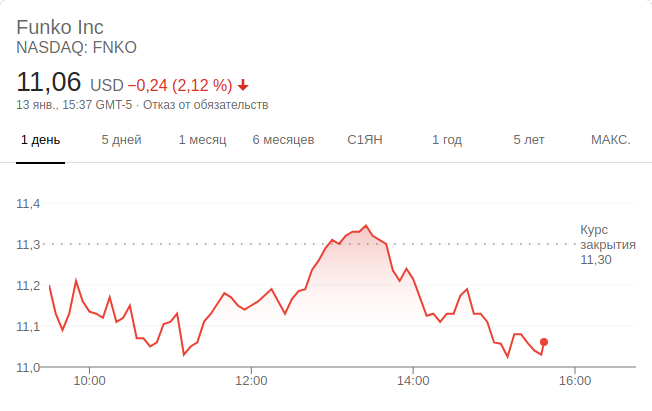 Funko Inc
NASDAQ: FNKO
11,06 USD −0,24 (2,12 %)
13 янв., 15:37 GMT-5 · Отказ от обязательств
1 день 5 дней 1 месяц 6 месяцев С1ЯН 1 год 5 лет МАКС.
11,4
Курс
11,3 закрытия
11,30
11,2
11,1
11,0
10:00 12:00 14:00 16:00